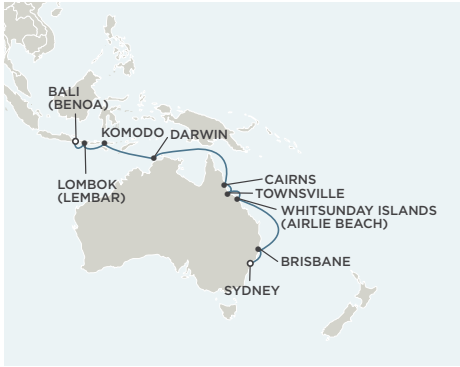 BALI
(BENOA)
KOMODO
DARWIN
LOMBOK
(LEMBAR)
CAIRNS
TOWNSVILLE
WHITSUNDAY ISLANDS
(AIRLIE BEACH)
BRISBANE
SYDNEY